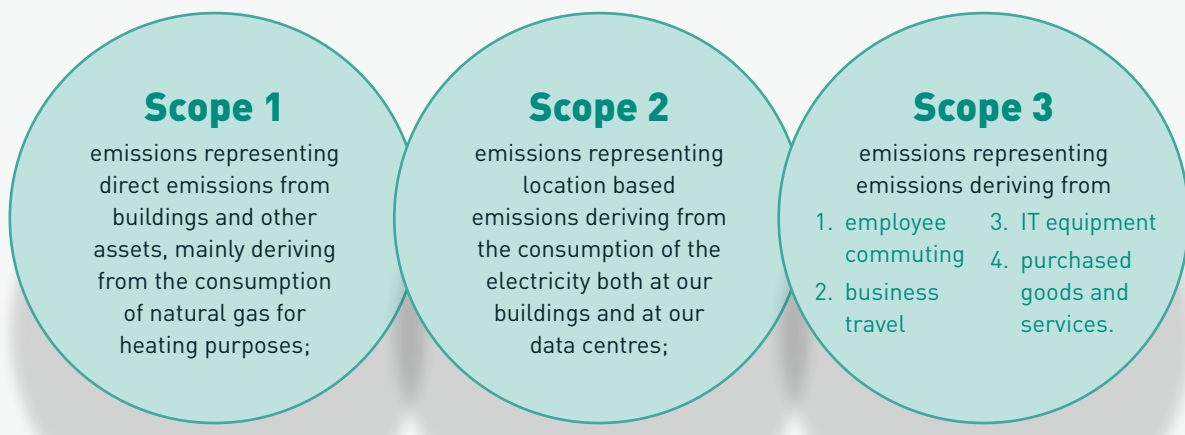 Scope 1
emissions representing
direct emissions from
buildings and other
assets, mainly deriving
from the consumption
of natural gas for
heating purposes;
Scope 2
emissions representing
location based
emissions deriving from
the consumption of the
electricity both at our
buildings and at our
data centres;
Scope 3
emissions representing
emissions deriving from
1. employee
commuting
2. business
travel
3. IT equipment
4. purchased
goods and
services.